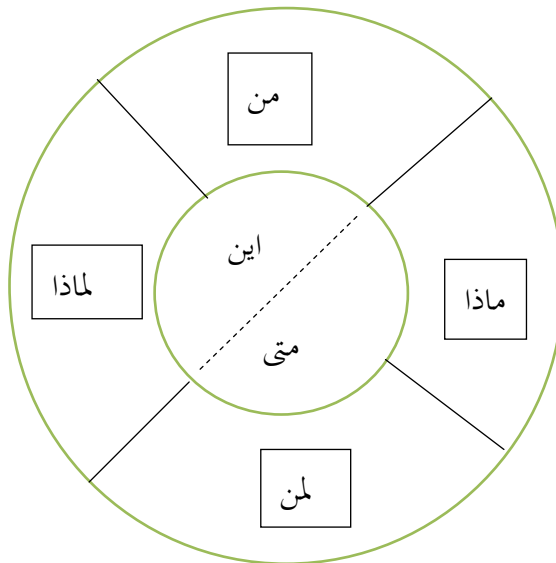 من
اين
لماذا
ماذا
متى
لمن